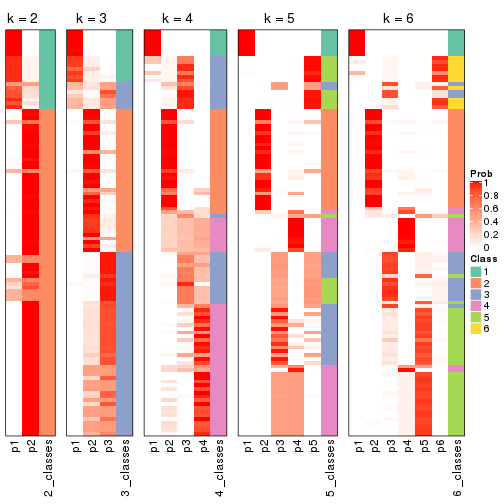 k = 2
k = 3
k = 4
k = 5
k = 6
p1
p2
2_classes
p1
p2
p3
3_classes
p1
p2
p3
p4
4_classes
p1
p2
p3
p4
p5
5_classes
p1
p2
p3
p4
p5
p6
6_classes
Prob
1
0.8
0.6
0.4
0.2
0
Class
1
2
3
4
5
6